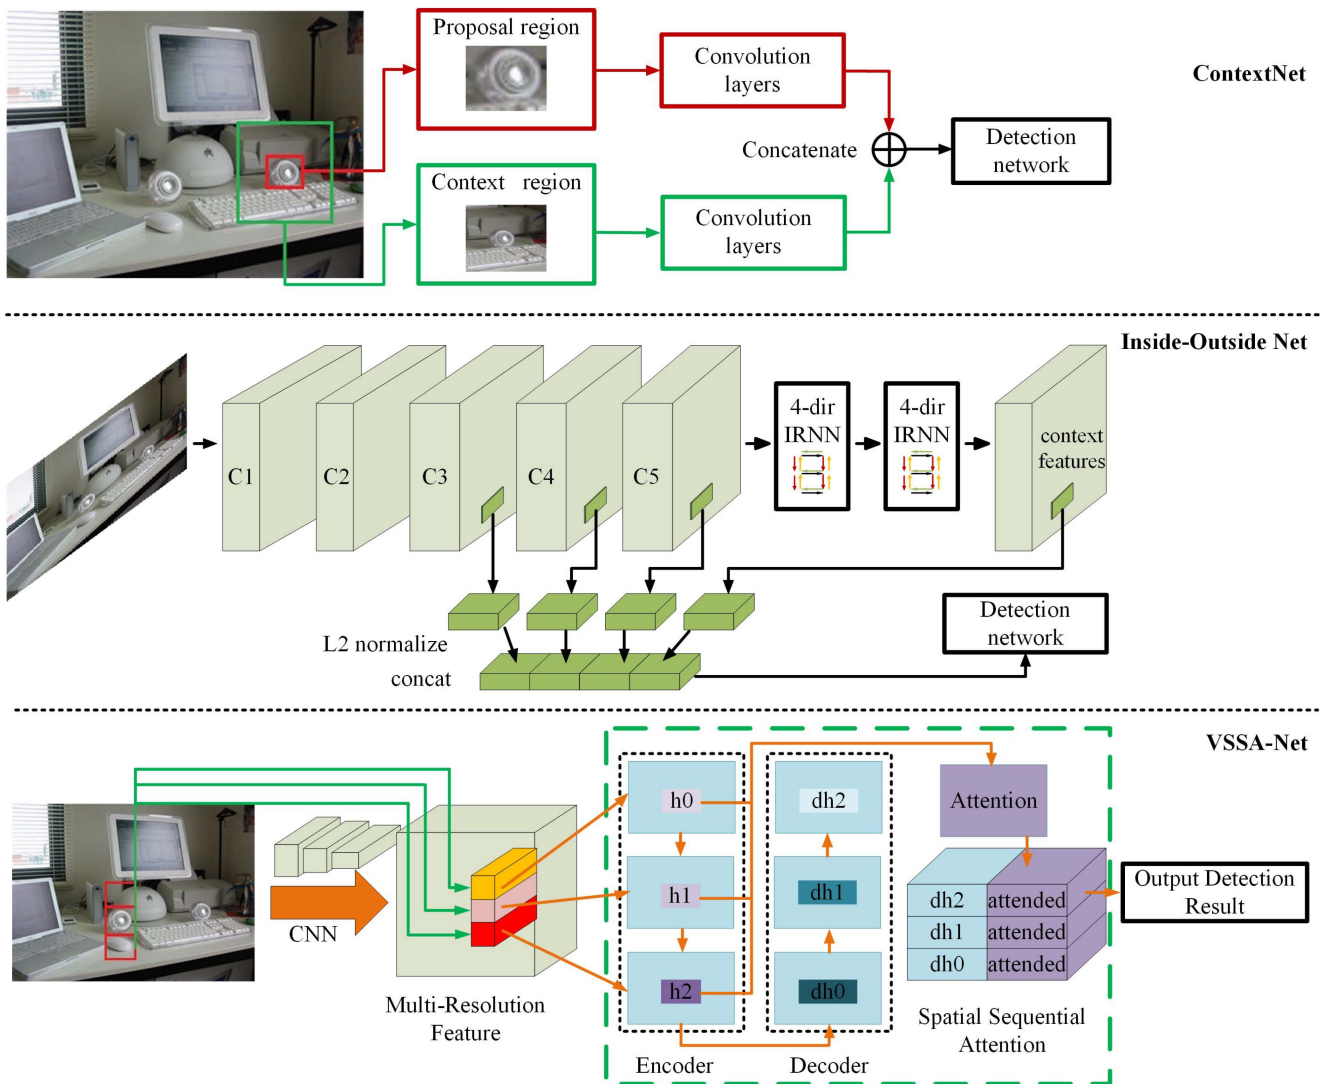 ContextNet
Proposal region
Convolution
layers
Concatenate
Detection
network
Context region
Convolution
layers
Inside-Outside Net
C1
C2
C3
C4
C5
4-dir
IRNN
4-dir
IRNN
context
features
L2 normalize
concat
Detection
network
VSSA-Net
CNN
Multi-Resolution
Feature
h0
h1
h2
Encoder
dh2
dh1
dh0
Decoder
Attention
dh2 attended
dh1 attended
dh0 attended
Spatial Sequential
Attention
Output Detection
Result